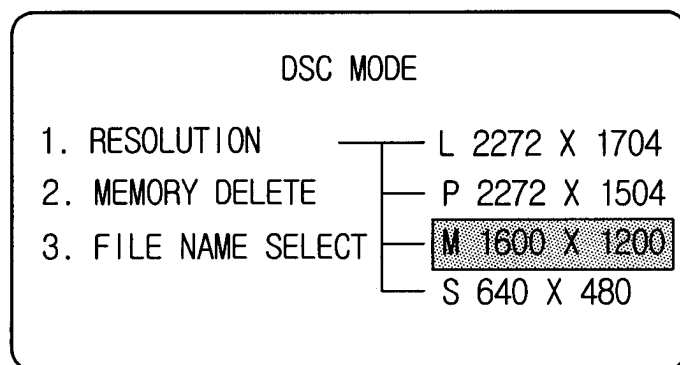 DSC MODE
1. RESOLUTION
2. MEMORY DELETE
3. FILE NAME SELECT
L 2272 X 1704
P 2272 X 1504
M 1600 X 1200
S 640 X 480